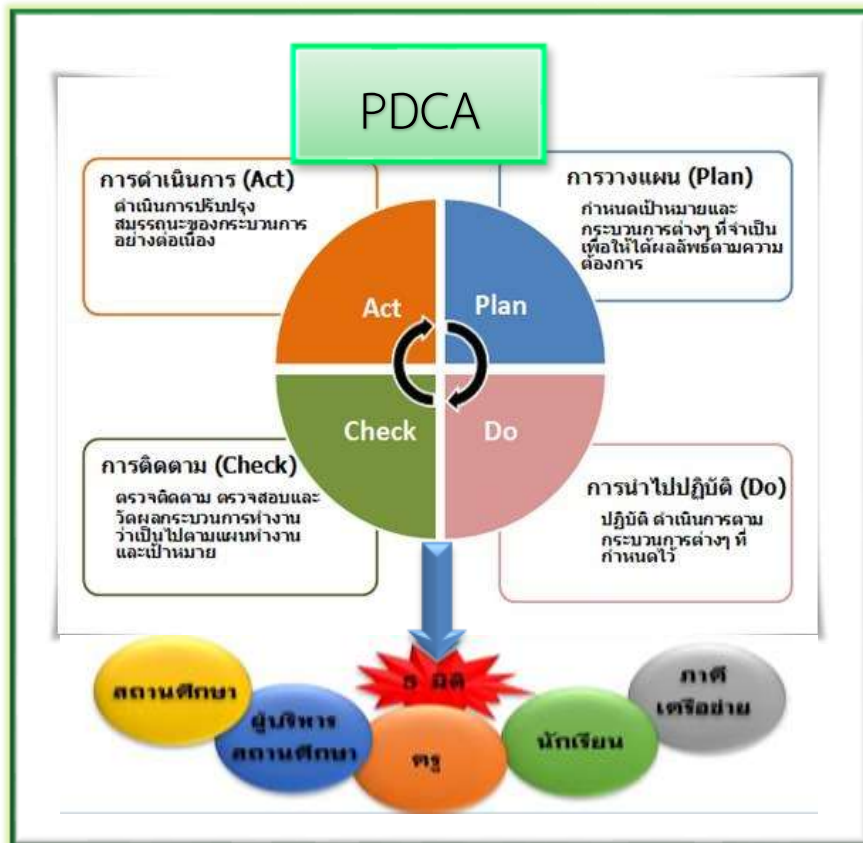 PDCA
การดำเนินการ (Act)
ดำเนินการปรับปรุง
สมรรถนะของกระบวนการ
อย่างต่อเนื่อง
การวางแผน (Plan)
กำหนดเป้าหมายและ
กระบวนการต่างๆ ที่จำเป็น
เพื่อให้ได้ผลลัพธ์ตามความ
ต้องการ
Act
Plan
Check
Do
การติดตาม (Check)
ตรวจติดตาม ตรวจสอบและ
วัดผลกระบวนการทำงาน
ว่าเป็นไปตามแผนทำงาน
และเป้าหมาย
การนำไปปฏิบัติ (Do)
ปฏิบัติ ดำเนินการตาม
กระบวนการต่างๆ ที่
กำหนดไว้
5 มิติ
สถานศึกษา
ผู้บริหาร
สถานศึกษา
ครู
นักเรียน
ภาคี
เครือข่าย